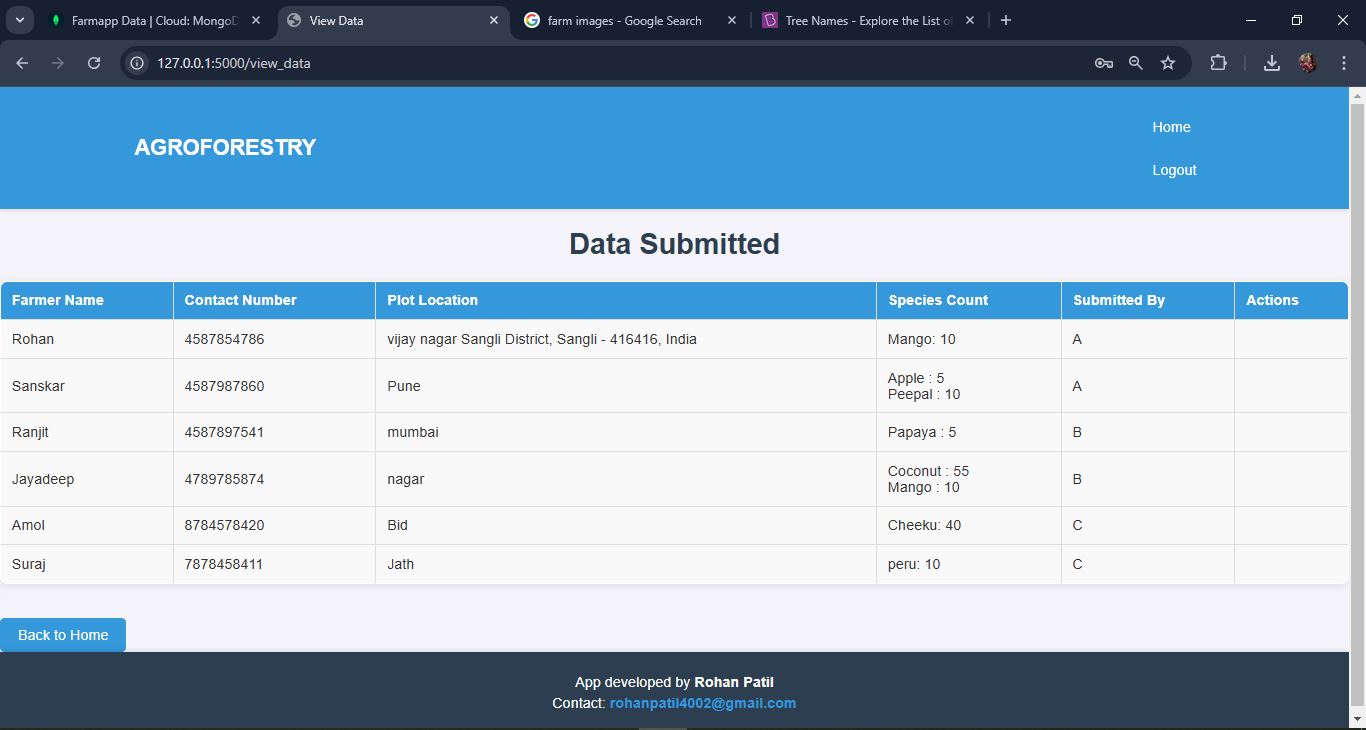 Farmapp Data | Cloud: MongoD
View Data
farm images - Google Search
Tree Names - Explore the List o
127.0.0.1:5000/view_data
AGROFORESTRY
Home
Logout
Data Submitted
Farmer Name Contact Number Plot Location Species Count Submitted By Actions
Rohan 4587854786 vijay nagar Sangli District, Sangli - 416416, India Mango: 10 A
Sanskar 4587987860 Pune Apple : 5 A
Peepal : 10
Ranjit 4587897541 mumbai Papaya : 5 B
Jayadeep 4789785874 nagar Coconut : 55 B
Mango : 10
Amol 8784578420 Bid Cheeku: 40 C
Suraj 7878458411 Jath peru: 10 C
Back to Home
App developed by Rohan Patil
Contact: rohanpatil4002@gmail.com